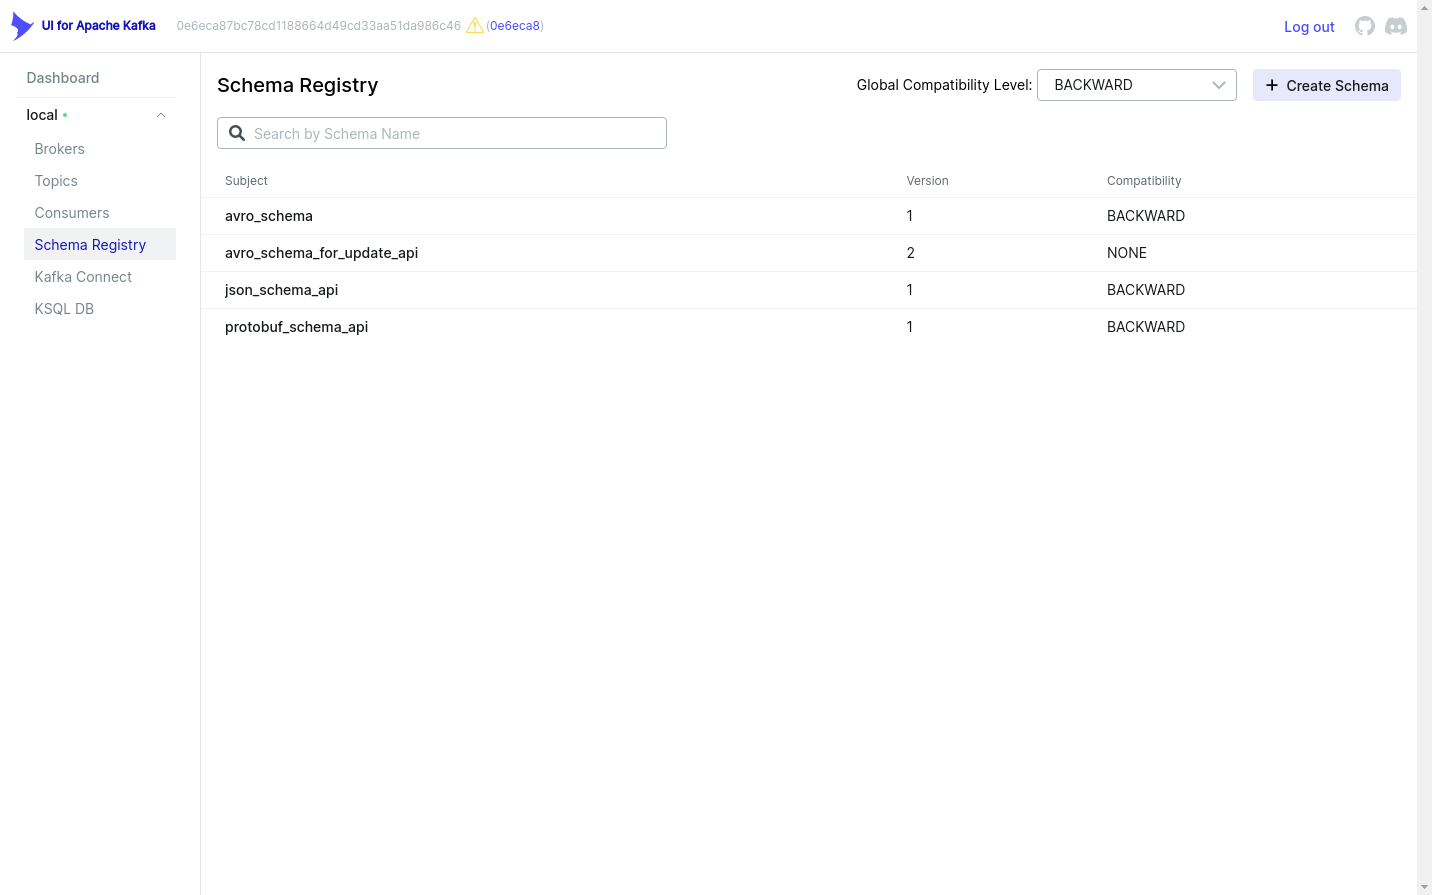 UI for Apache Kafka 0e6eca87bc78cd1188664d49cd33aa51da986c46 (0e6eca8) Log out
Dashboard
local
Brokers
Topics
Consumers
Schema Registry
Kafka Connect
KSQL DB
Schema Registry Global Compatibility Level: BACKWARD Create Schema
Search by Schema Name
Subject Version Compatibility
avro_schema 1 BACKWARD
avro_schema_for_update_api 2 NONE
json_schema_api 1 BACKWARD
protobuf_schema_api 1 BACKWARD